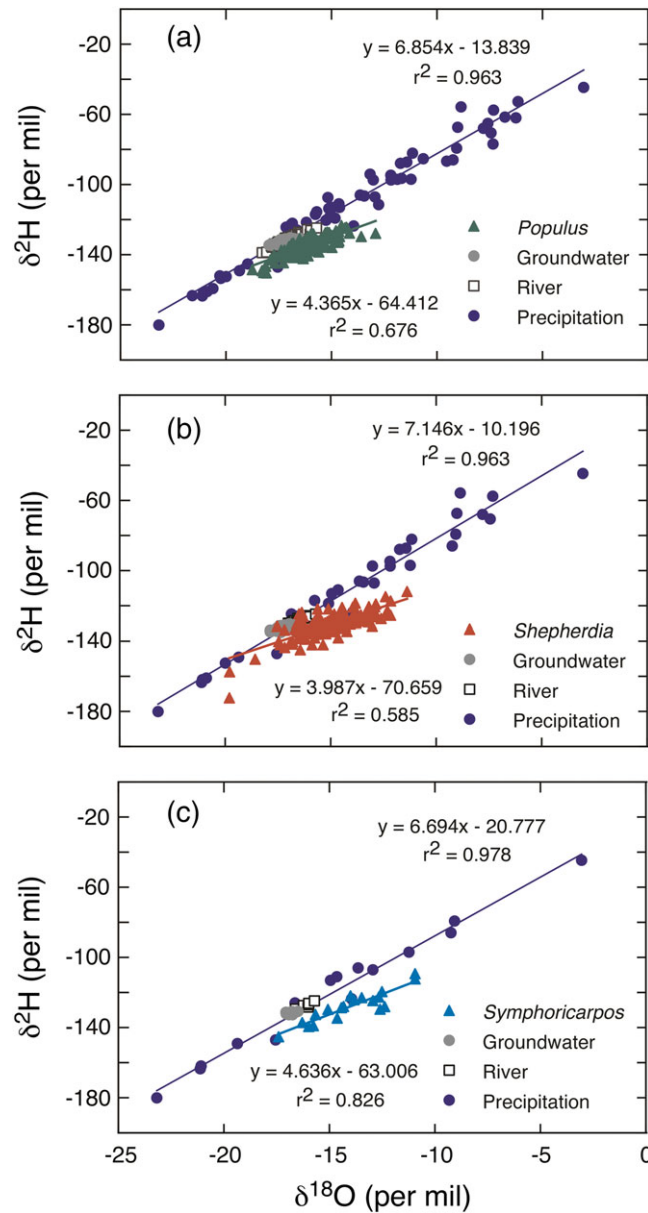 (a)
y = 6.854x - 13.839
r² = 0.963
-20
-60
-100
-140
-180
δ²H (per mil)
Populus
Groundwater
River
Precipitation
y = 4.365x - 64.412
r² = 0.676
(b)
y = 7.146x - 10.196
r² = 0.963
-20
-60
-100
-140
-180
δ²H (per mil)
Shepherdia
Groundwater
River
Precipitation
y = 3.987x - 70.659
r² = 0.585
(c)
y = 6.694x - 20.777
r² = 0.978
-20
-60
-100
-140
-180
δ²H (per mil)
Symphoricarpos
Groundwater
River
Precipitation
y = 4.636x - 63.006
r² = 0.826
-25 -20 -15 -10 -5 0
δ¹⁸O (per mil)